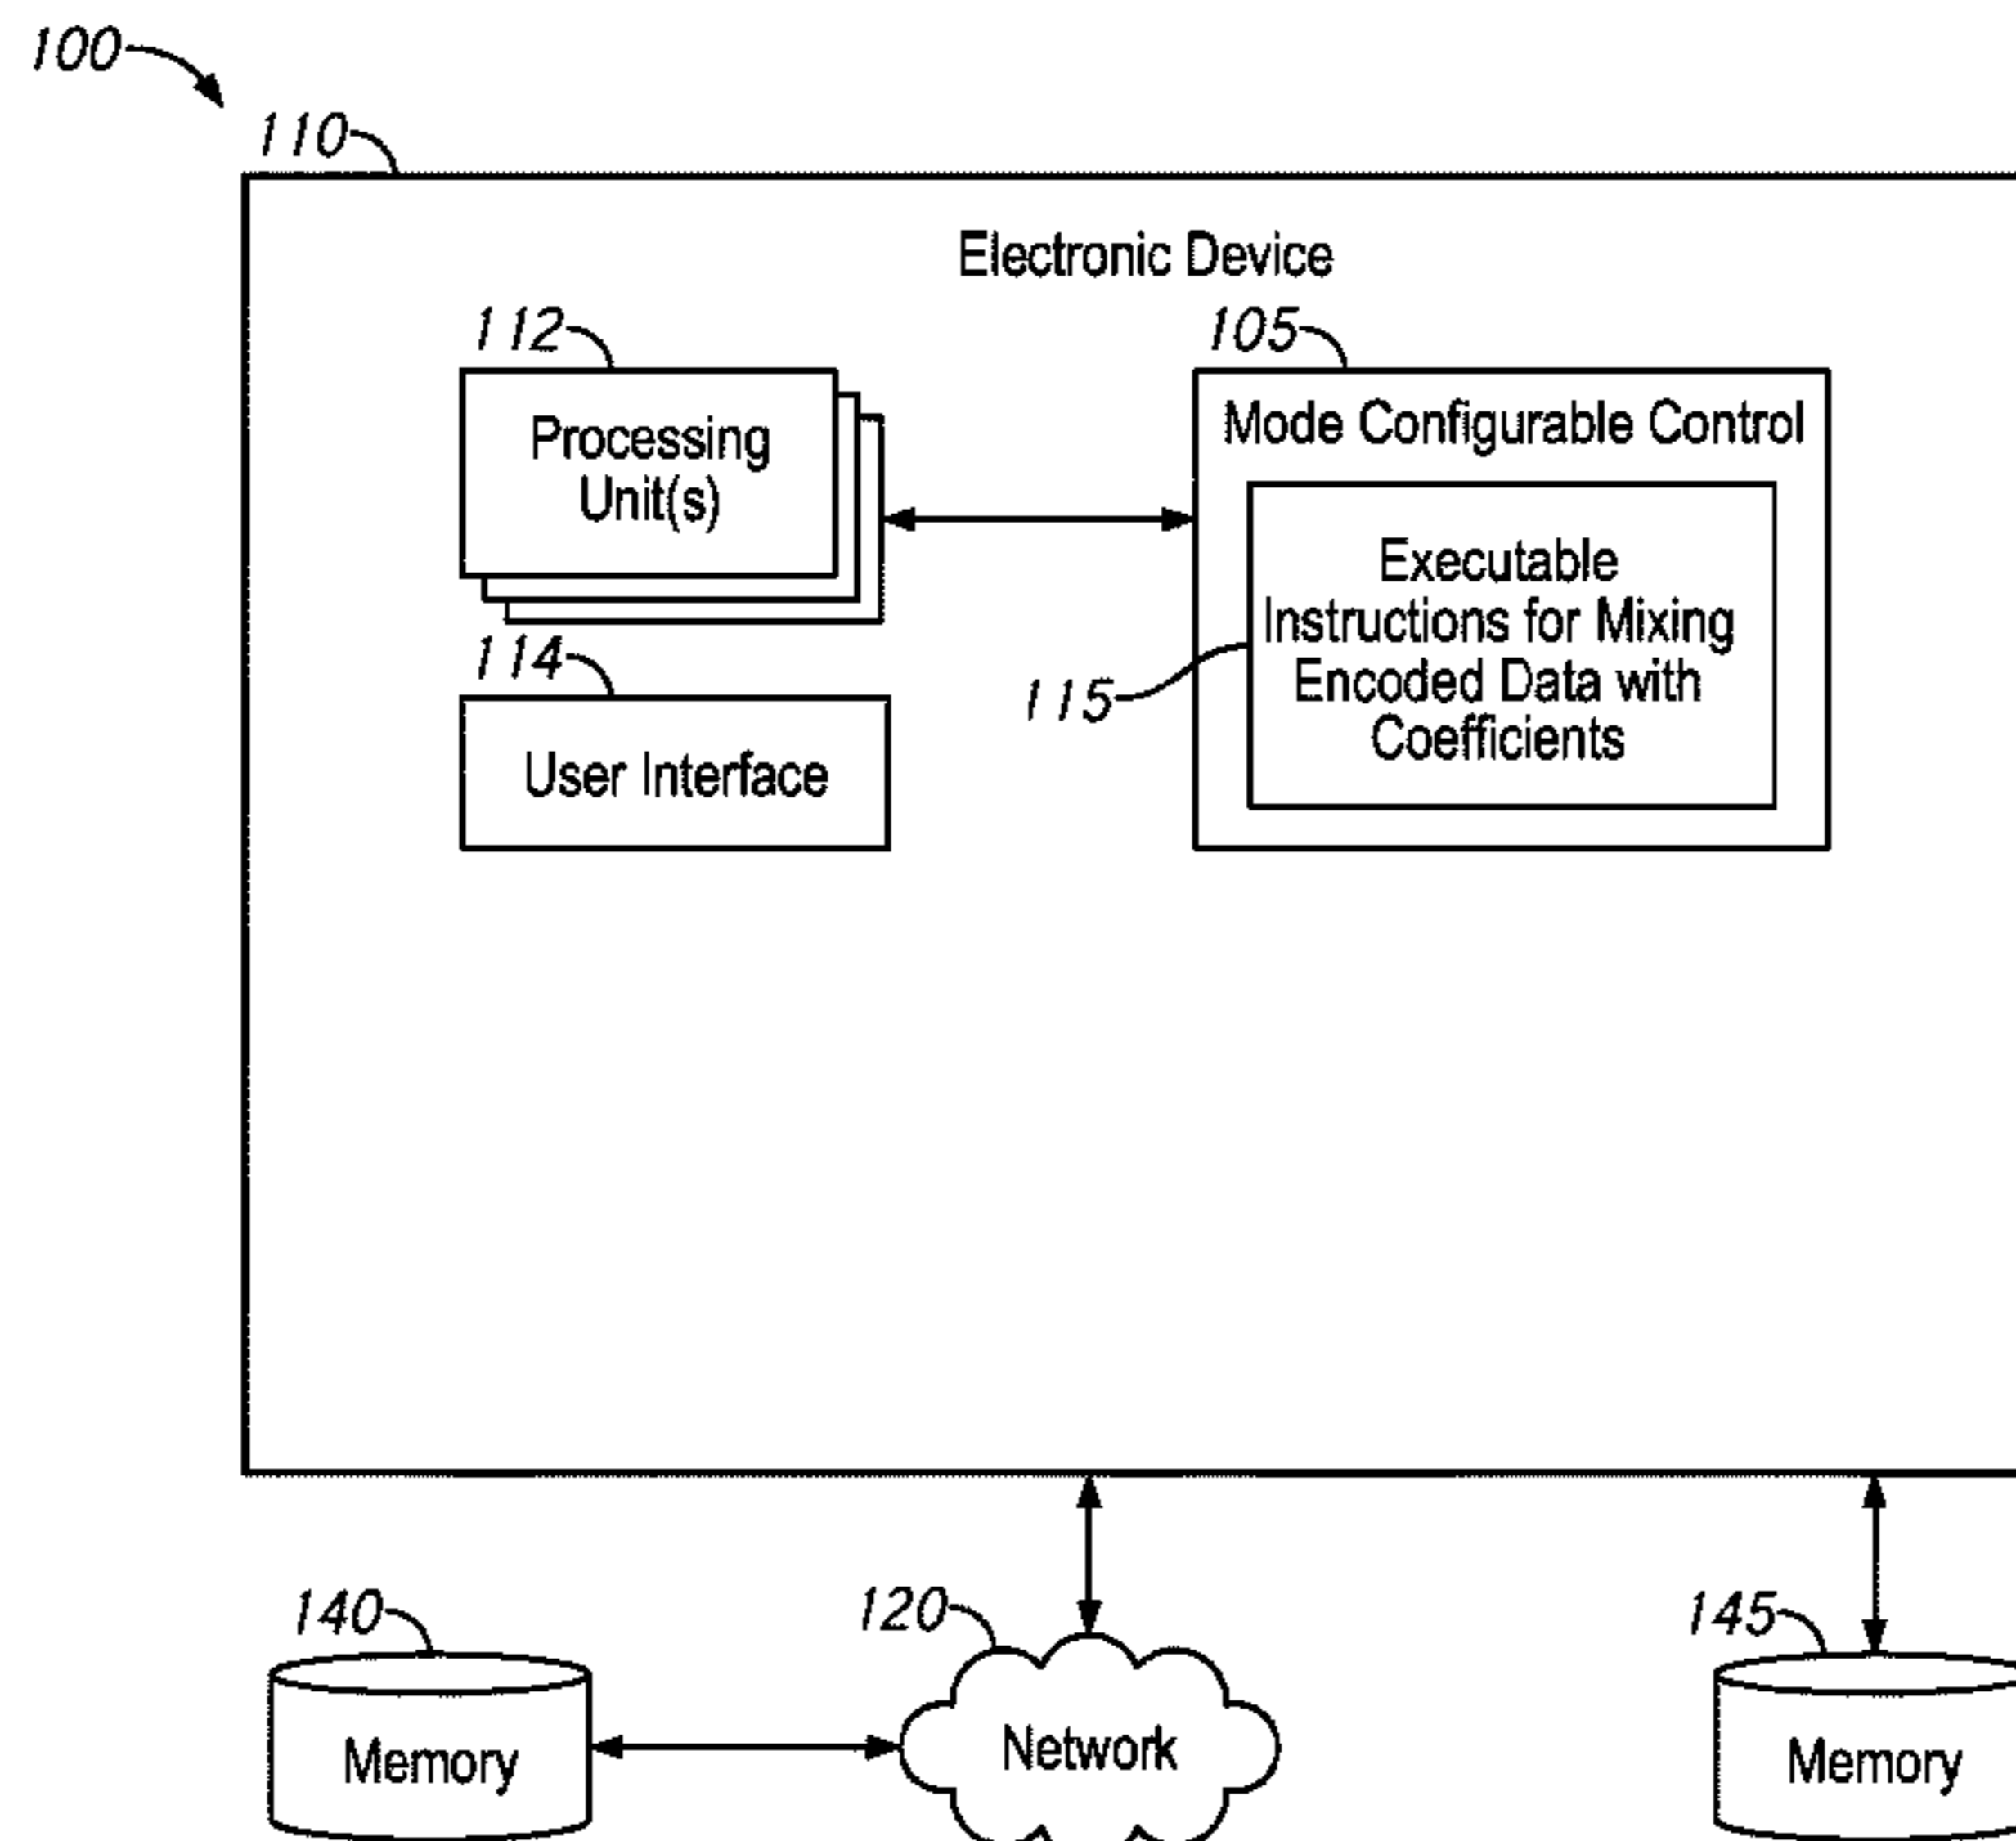 100
110
Electronic Device
112
105
Processing
Unit(s)
Mode Configurable Control
Executable
Instructions for Mixing
Encoded Data with
Coefficients
114
115
User Interface
140
120
145
Memory
Network
Memory